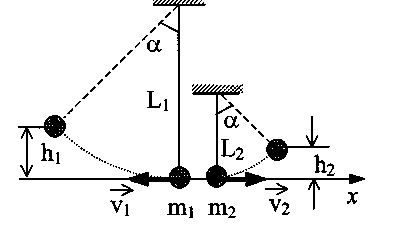 α
L₁
α
h₁
L₂
h₂
v₁ m₁ m₂ v₂ x